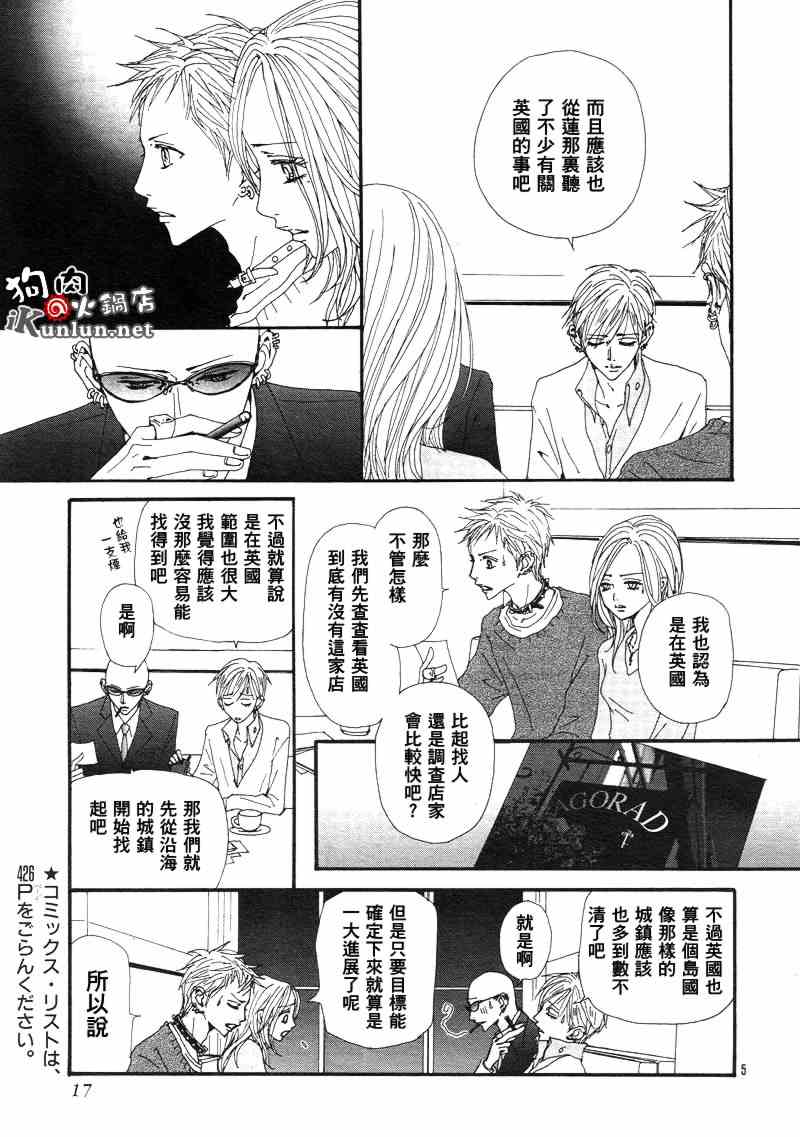 而且應該也
從蓮那裏聽
了不少有關
英國的事吧
狗肉
火鍋店
iKunlun.net
我也認為
是在英國
那麼
不管怎樣
我們先查查看英國
到底有沒有這家店
不過就算說
是在英國
範圍也很大
我覺得應該
沒那麼容易能
找得到吧
也給我
一支煙
是啊
比起找人
還是調查店家
會比較快吧？
AGORAD
那我們就
先從沿海
的城鎮
開始找
起吧
不過英國也
算是個島國
像那樣的
城鎮應該
也多到數不
清了吧
就是啊
但是只要目標能
確定下來就算是
一大進展了呢
所以說
★コミックス・リストは、
426Pをごらんください。
5
17